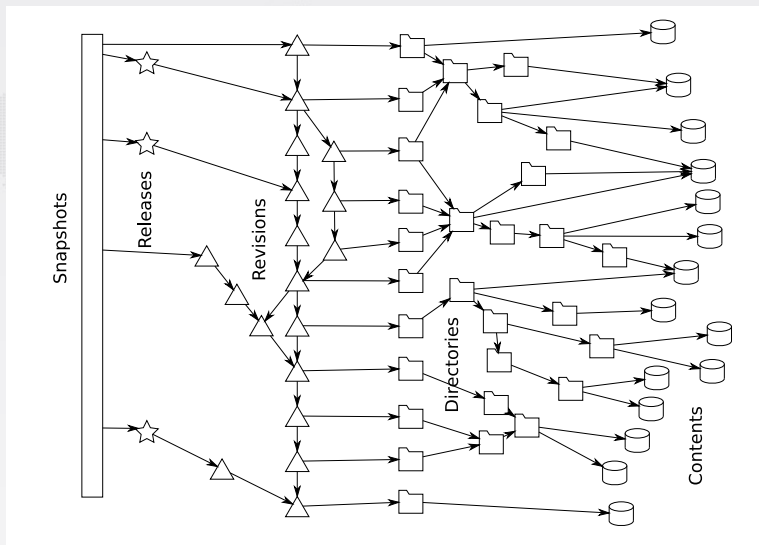 Snapshots
Releases
Revisions
Directories
Contents